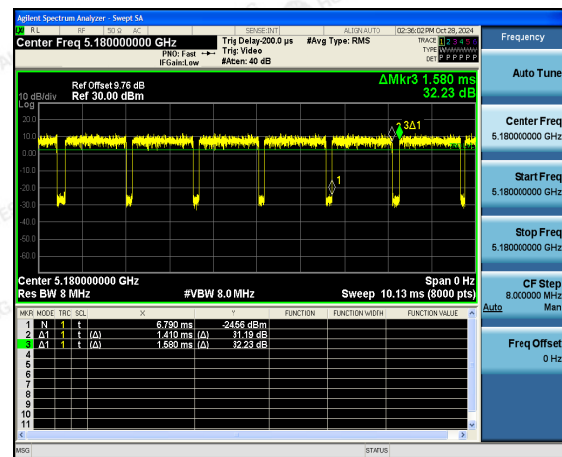 Agilent Spectrum Analyzer - Swept SA
RL RF 50 Ω AC SENSE:INT ALIGN AUTO 02:36:02 PM Oct 28, 2024
Center Freq 5.180000000 GHz
PNO: Fast
IFGain:Low
Trig Delay-200.0 µs
Trig: Video
#Atten: 40 dB
#Avg Type: RMS
TRACE 1 2 3 4 5 6
TYPE
DET P P P P P P
Frequency
Auto Tune
Center Freq
5.180000000 GHz
Start Freq
5.180000000 GHz
Stop Freq
5.180000000 GHz
CF Step
8.000000 MHz
Auto Man
Freq Offset
0 Hz
ΔMkr3 1.580 ms
32.23 dB
Ref Offset 9.76 dB
Ref 30.00 dBm
10 dB/div
Log
20.0
10.0
0.00
-10.0
-20.0
-30.0
-40.0
-50.0
-60.0
3Δ1
1
Center 5.180000000 GHz
Span 0 Hz
Res BW 8 MHz
#VBW 8.0 MHz
Sweep 10.13 ms (8000 pts)
MKR MODE TRC SCL X Y FUNCTION FUNCTION WIDTH FUNCTION VALUE
1 N 1 t 6.790 ms -24.56 dBm
2 Δ1 1 t (Δ) 1.410 ms (Δ) 31.19 dB
3 Δ1 1 t (Δ) 1.580 ms (Δ) 32.23 dB
4
5
6
7
8
9
10
11
MSG STATUS